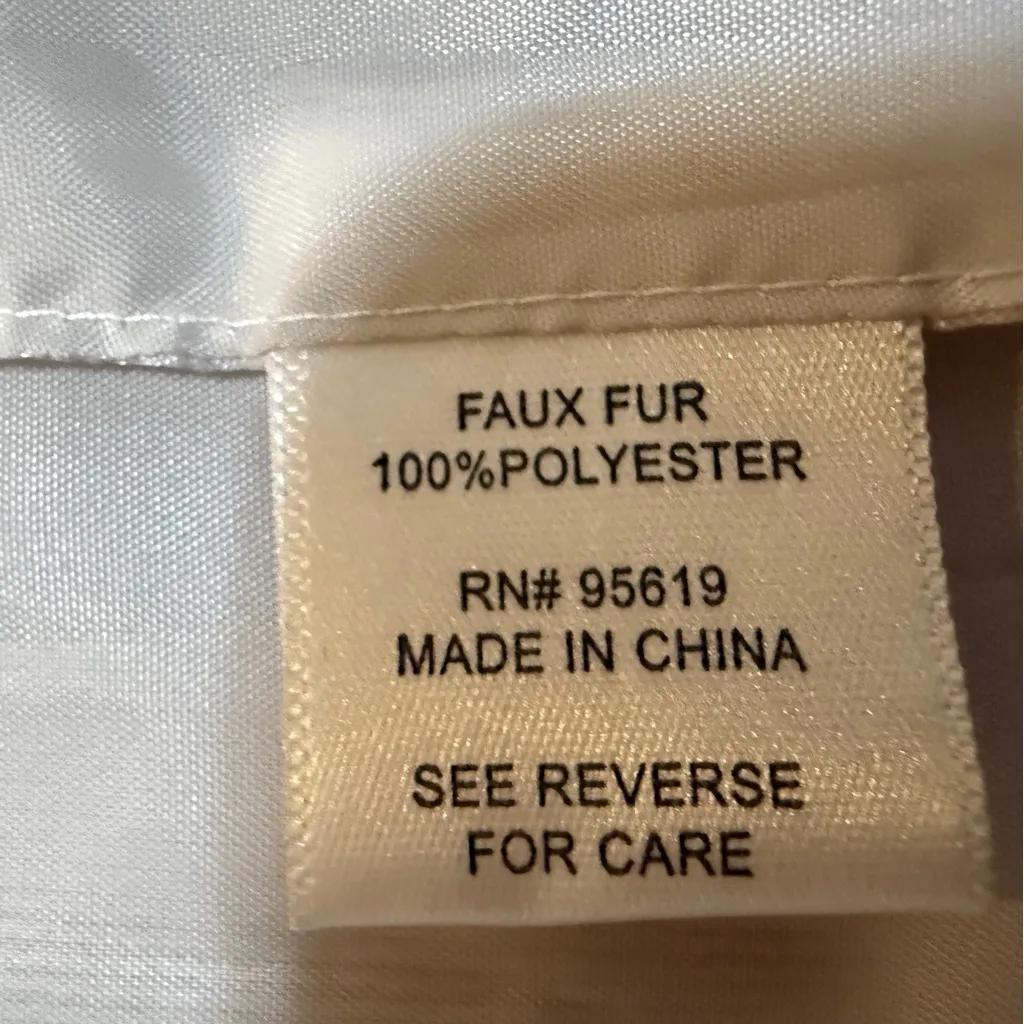 FAUX FUR
100%POLYESTER
RN# 95619
MADE IN CHINA
SEE REVERSE
FOR CARE